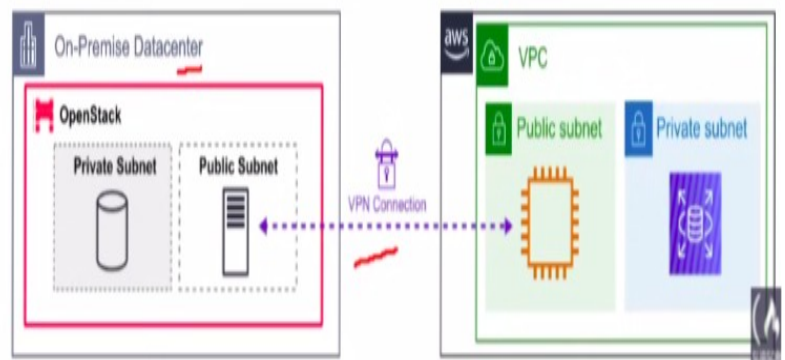 On-Premise Datacenter
OpenStack
Private Subnet
Public Subnet
VPN Connection
aws
VPC
Public subnet
Private subnet